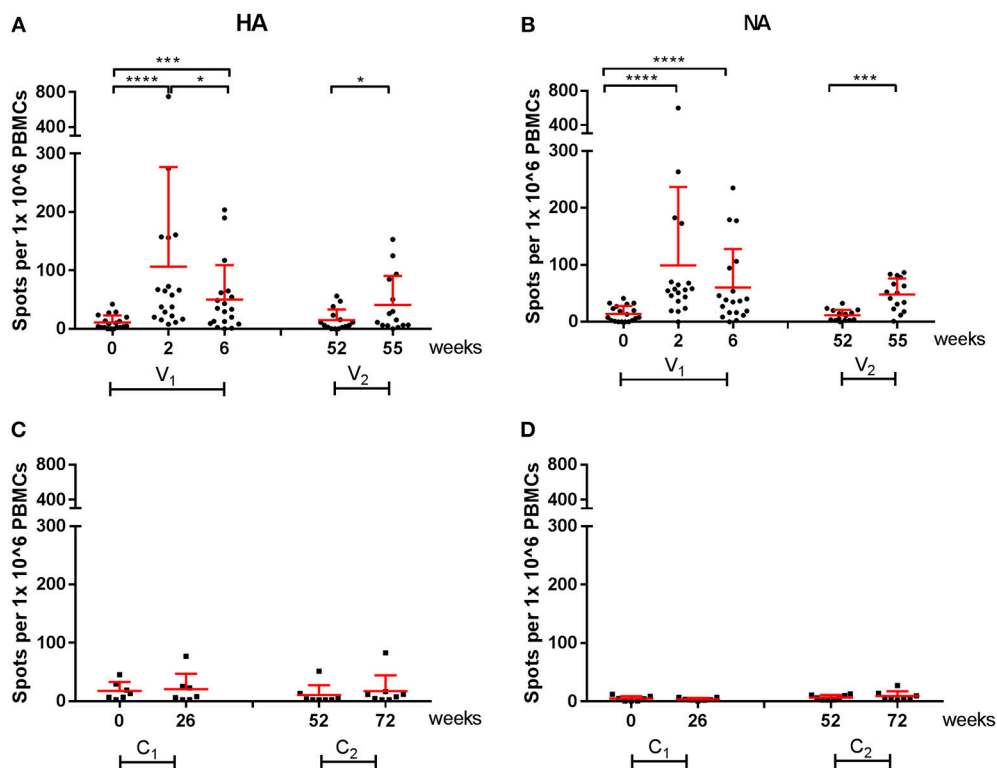 A HA
B NA
***
**** *
*
****
****
***
Spots per 1x 10^6 PBMCs
800
400
300
200
100
0
0 2 6 52 55 weeks
V1 V2
Spots per 1x 10^6 PBMCs
800
400
300
200
100
0
0 2 6 52 55 weeks
V1 V2
C
Spots per 1x 10^6 PBMCs
800
400
300
200
100
0
0 26 52 72 weeks
C1 C2
D
Spots per 1x 10^6 PBMCs
800
400
300
200
100
0
0 26 52 72 weeks
C1 C2